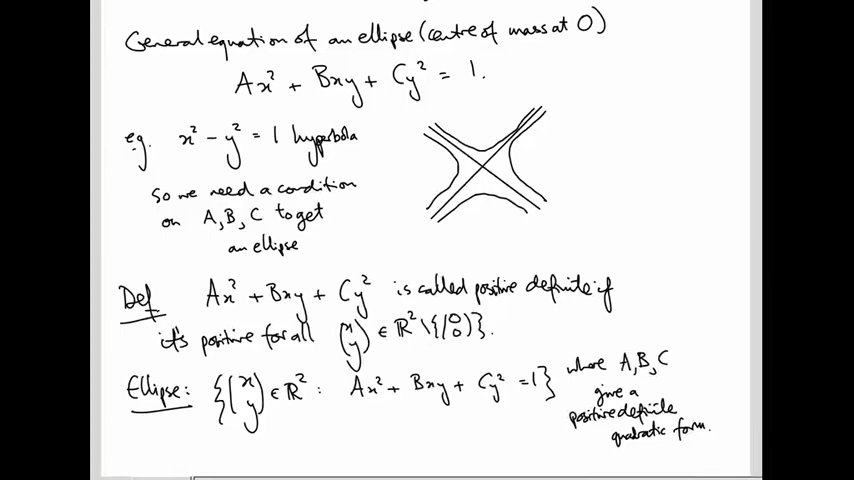 General equation of an ellipse (centre of mass at O)
Ax² + Bxy + Cy² = 1.
e.g. x² - y² = 1 hyperbola
So we need a condition
on A, B, C to get
an ellipse
Def Ax² + Bxy + Cy² is called positive definite if
it's positive for all (x y) ∈ ℝ² \ {(0 0)}.
Ellipse: {(x y) ∈ ℝ² : Ax² + Bxy + Cy² = 1} where A, B, C
give a
positive definite
quadratic form.